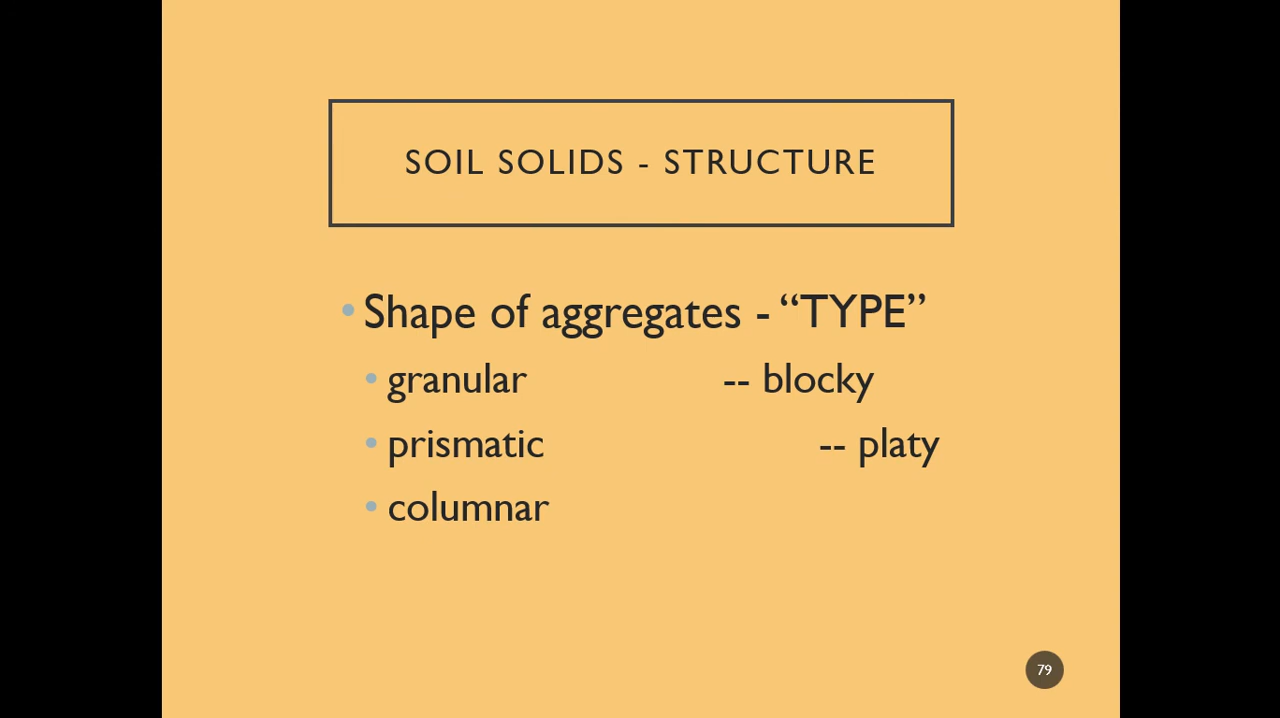 SOIL SOLIDS - STRUCTURE
• Shape of aggregates - “TYPE”
• granular -- blocky
• prismatic -- platy
• columnar
79